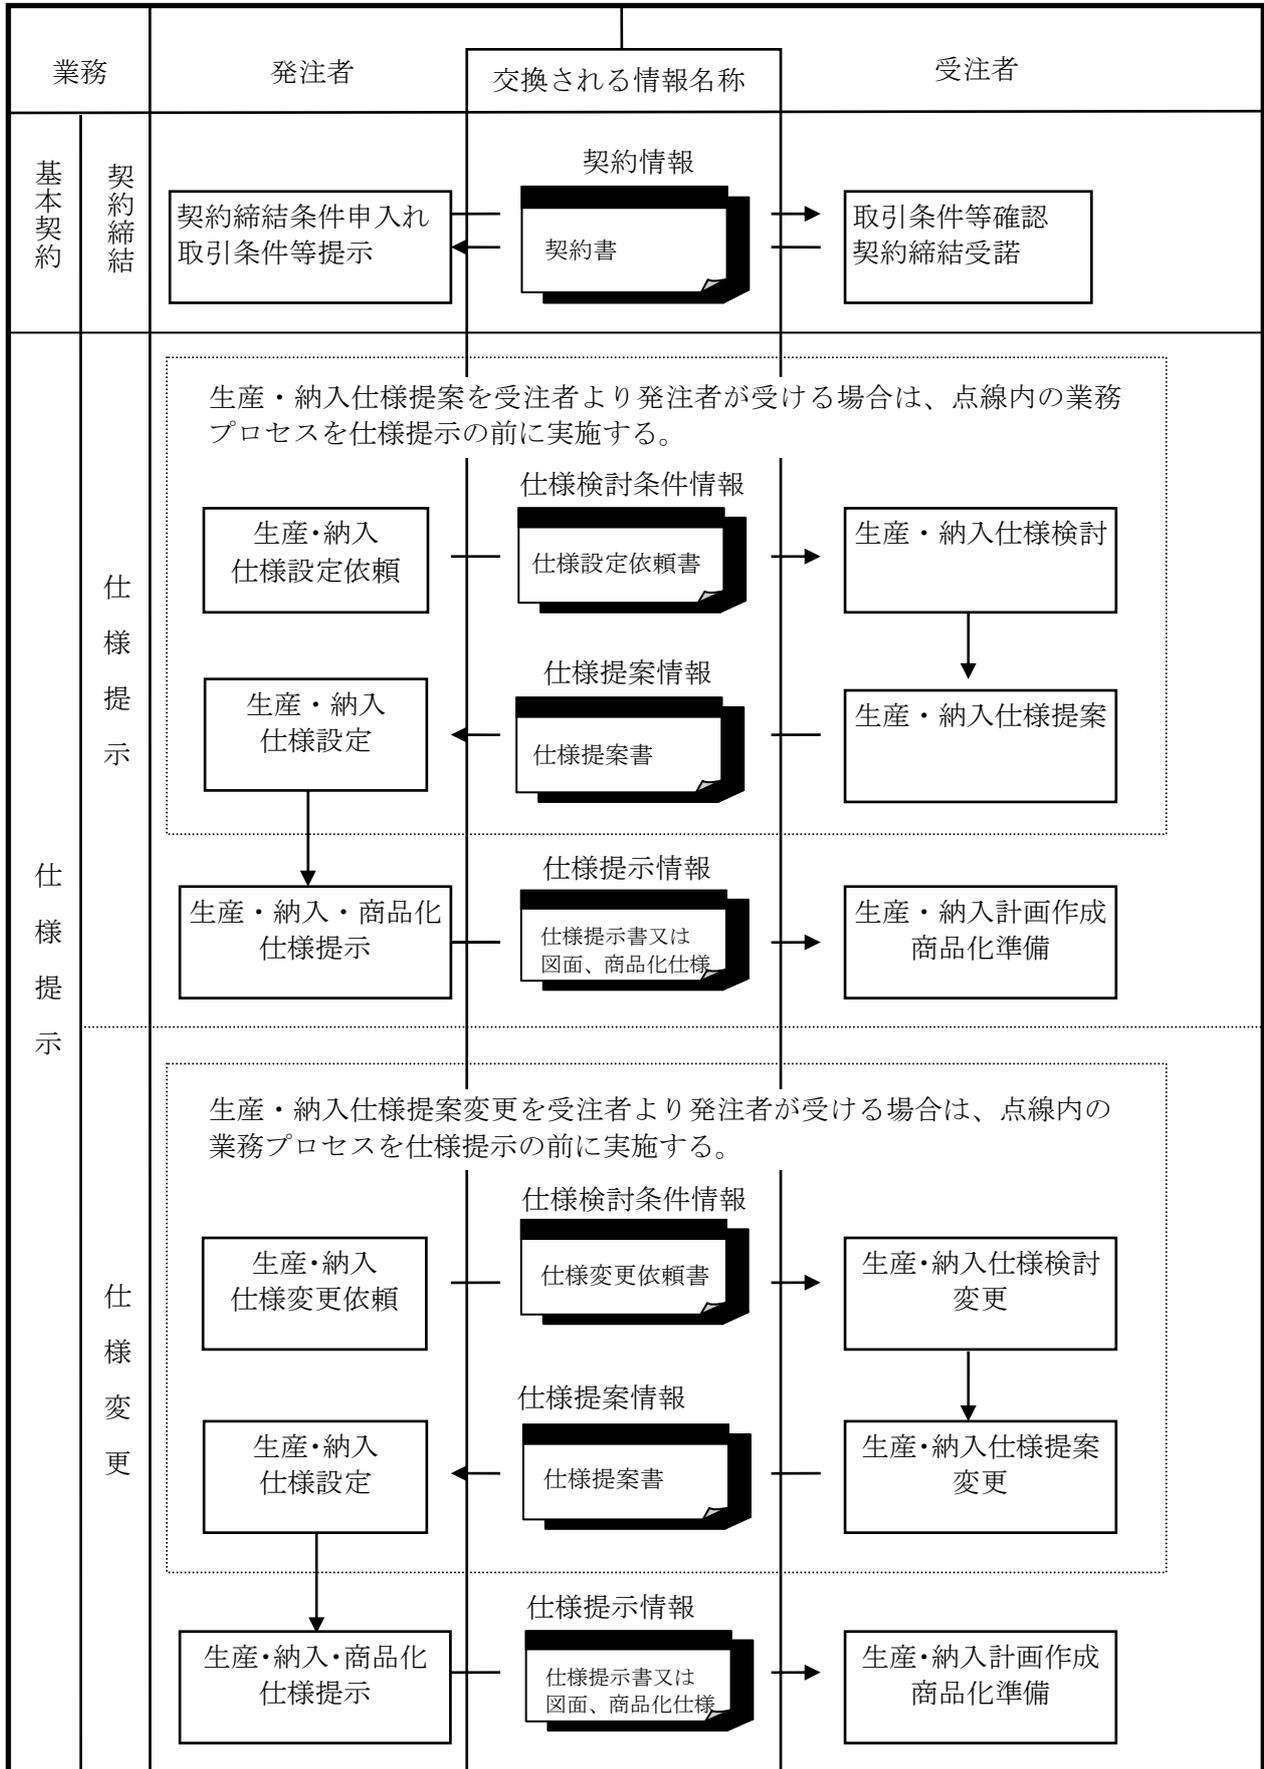 業務
発注者
交換される情報名称
受注者
基本契約
契約締結
契約情報
契約締結条件申入れ
取引条件等提示
契約書
取引条件等確認
契約締結受諾
仕様提示
仕様提示
生産・納入仕様提案を受注者より発注者が受ける場合は、点線内の業務
プロセスを仕様提示の前に実施する。
仕様検討条件情報
生産・納入
仕様設定依頼
仕様設定依頼書
生産・納入仕様検討
仕様提案情報
生産・納入
仕様設定
仕様提案書
生産・納入仕様提案
仕様提示情報
生産・納入・商品化
仕様提示
仕様提示書又は
図面、商品化仕様
生産・納入計画作成
商品化準備
仕様変更
生産・納入仕様提案変更を受注者より発注者が受ける場合は、点線内の
業務プロセスを仕様提示の前に実施する。
仕様検討条件情報
生産・納入
仕様変更依頼
仕様変更依頼書
生産・納入仕様検討
変更
仕様提案情報
生産・納入
仕様設定
仕様提案書
生産・納入仕様提案
変更
仕様提示情報
生産・納入・商品化
仕様提示
仕様提示書又は
図面、商品化仕様
生産・納入計画作成
商品化準備